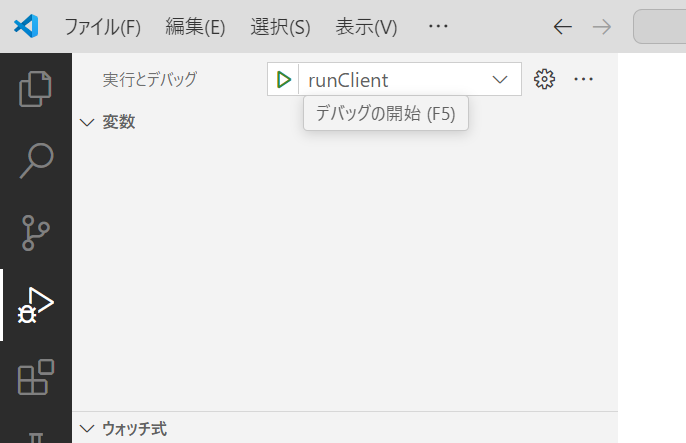 ファイル(F) 編集(E) 選択(S) 表示(V) …
実行とデバッグ runClient …
デバッグの開始 (F5)
変数
ウォッチ式